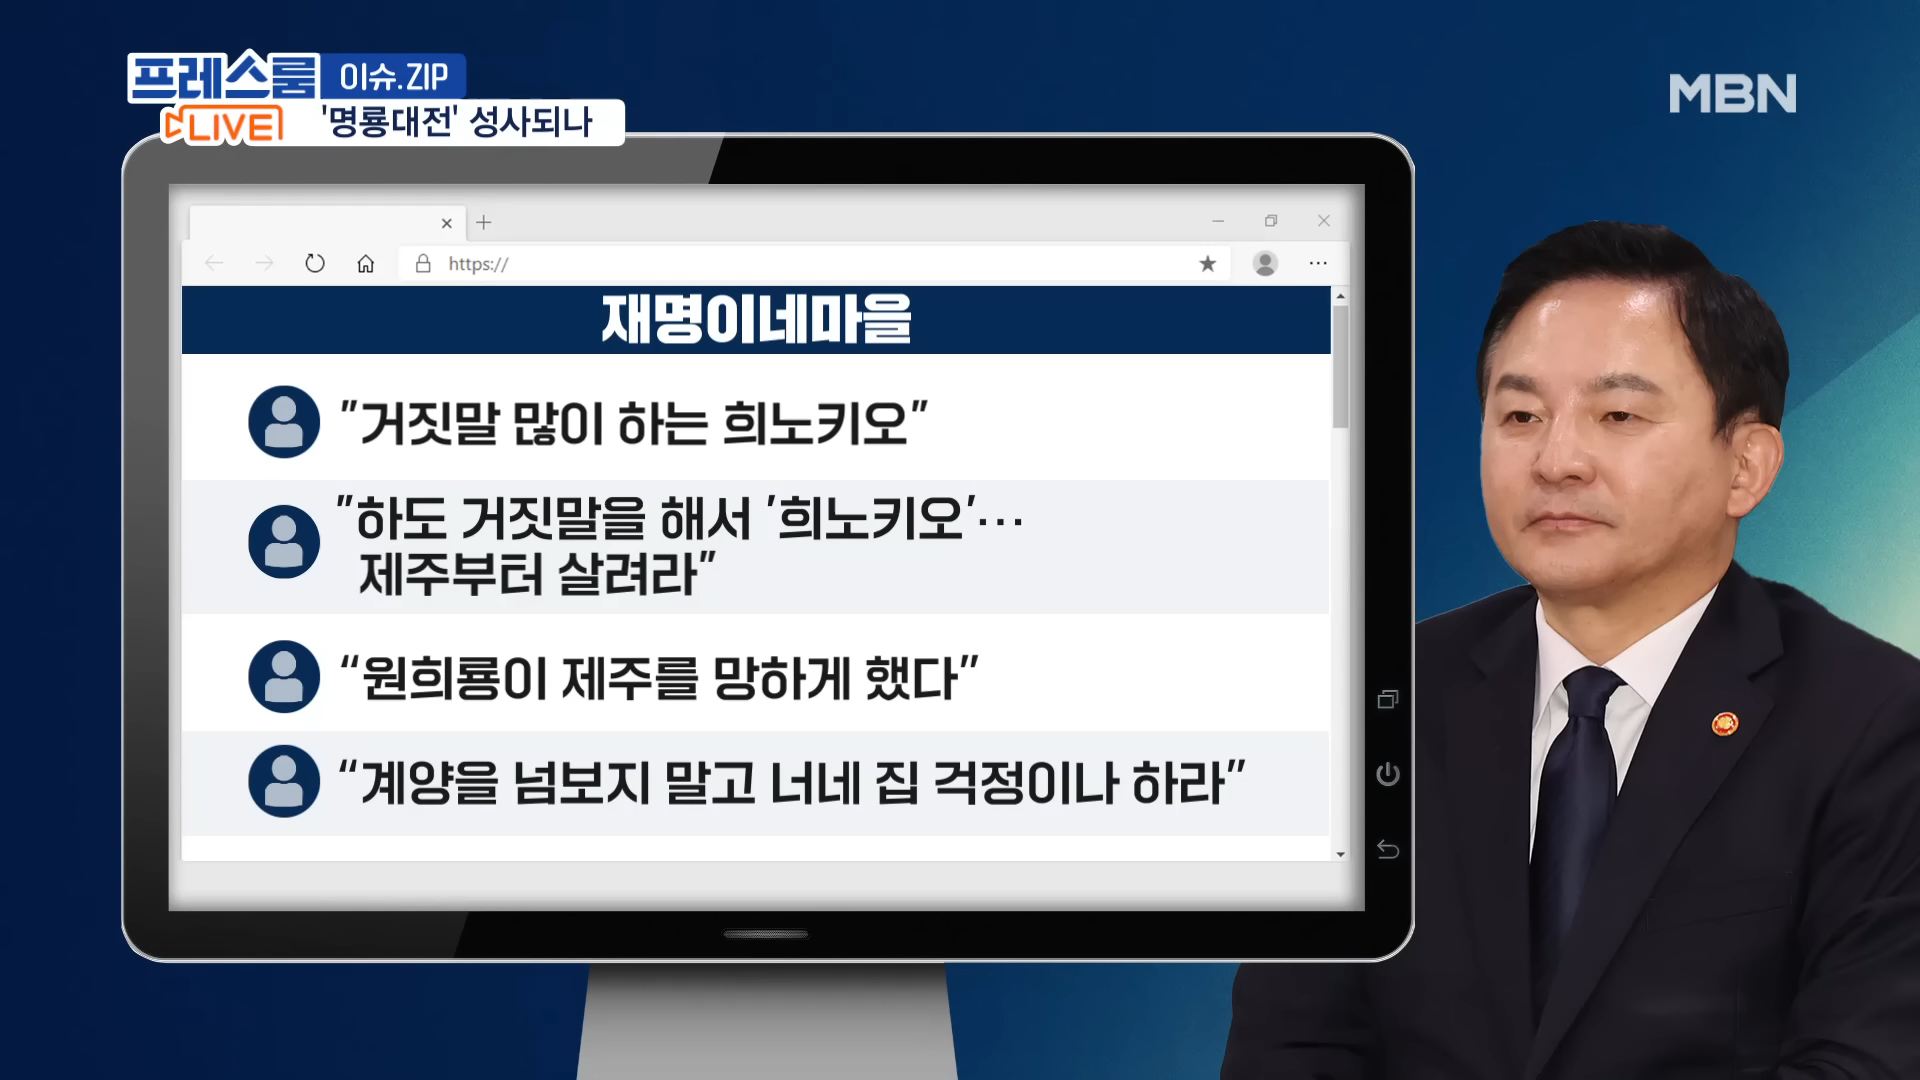 프레스룸 이슈.ZIP
LIVE '명룡대전' 성사되나
MBN
https://
재명이네마을
"거짓말 많이 하는 희노키오"
"하도 거짓말을 해서 '희노키오'…
제주부터 살려라"
“원희룡이 제주를 망하게 했다”
“계양을 넘보지 말고 너네 집 걱정이나 하라”